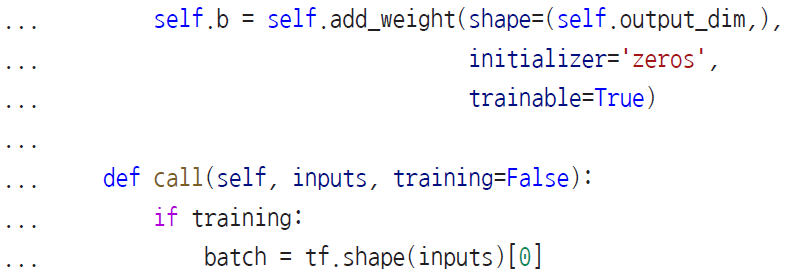 ...         self.b = self.add_weight(shape=(self.output_dim,),
...                                  initializer='zeros',
...                                  trainable=True)
...
...     def call(self, inputs, training=False):
...         if training:
...             batch = tf.shape(inputs)[0]